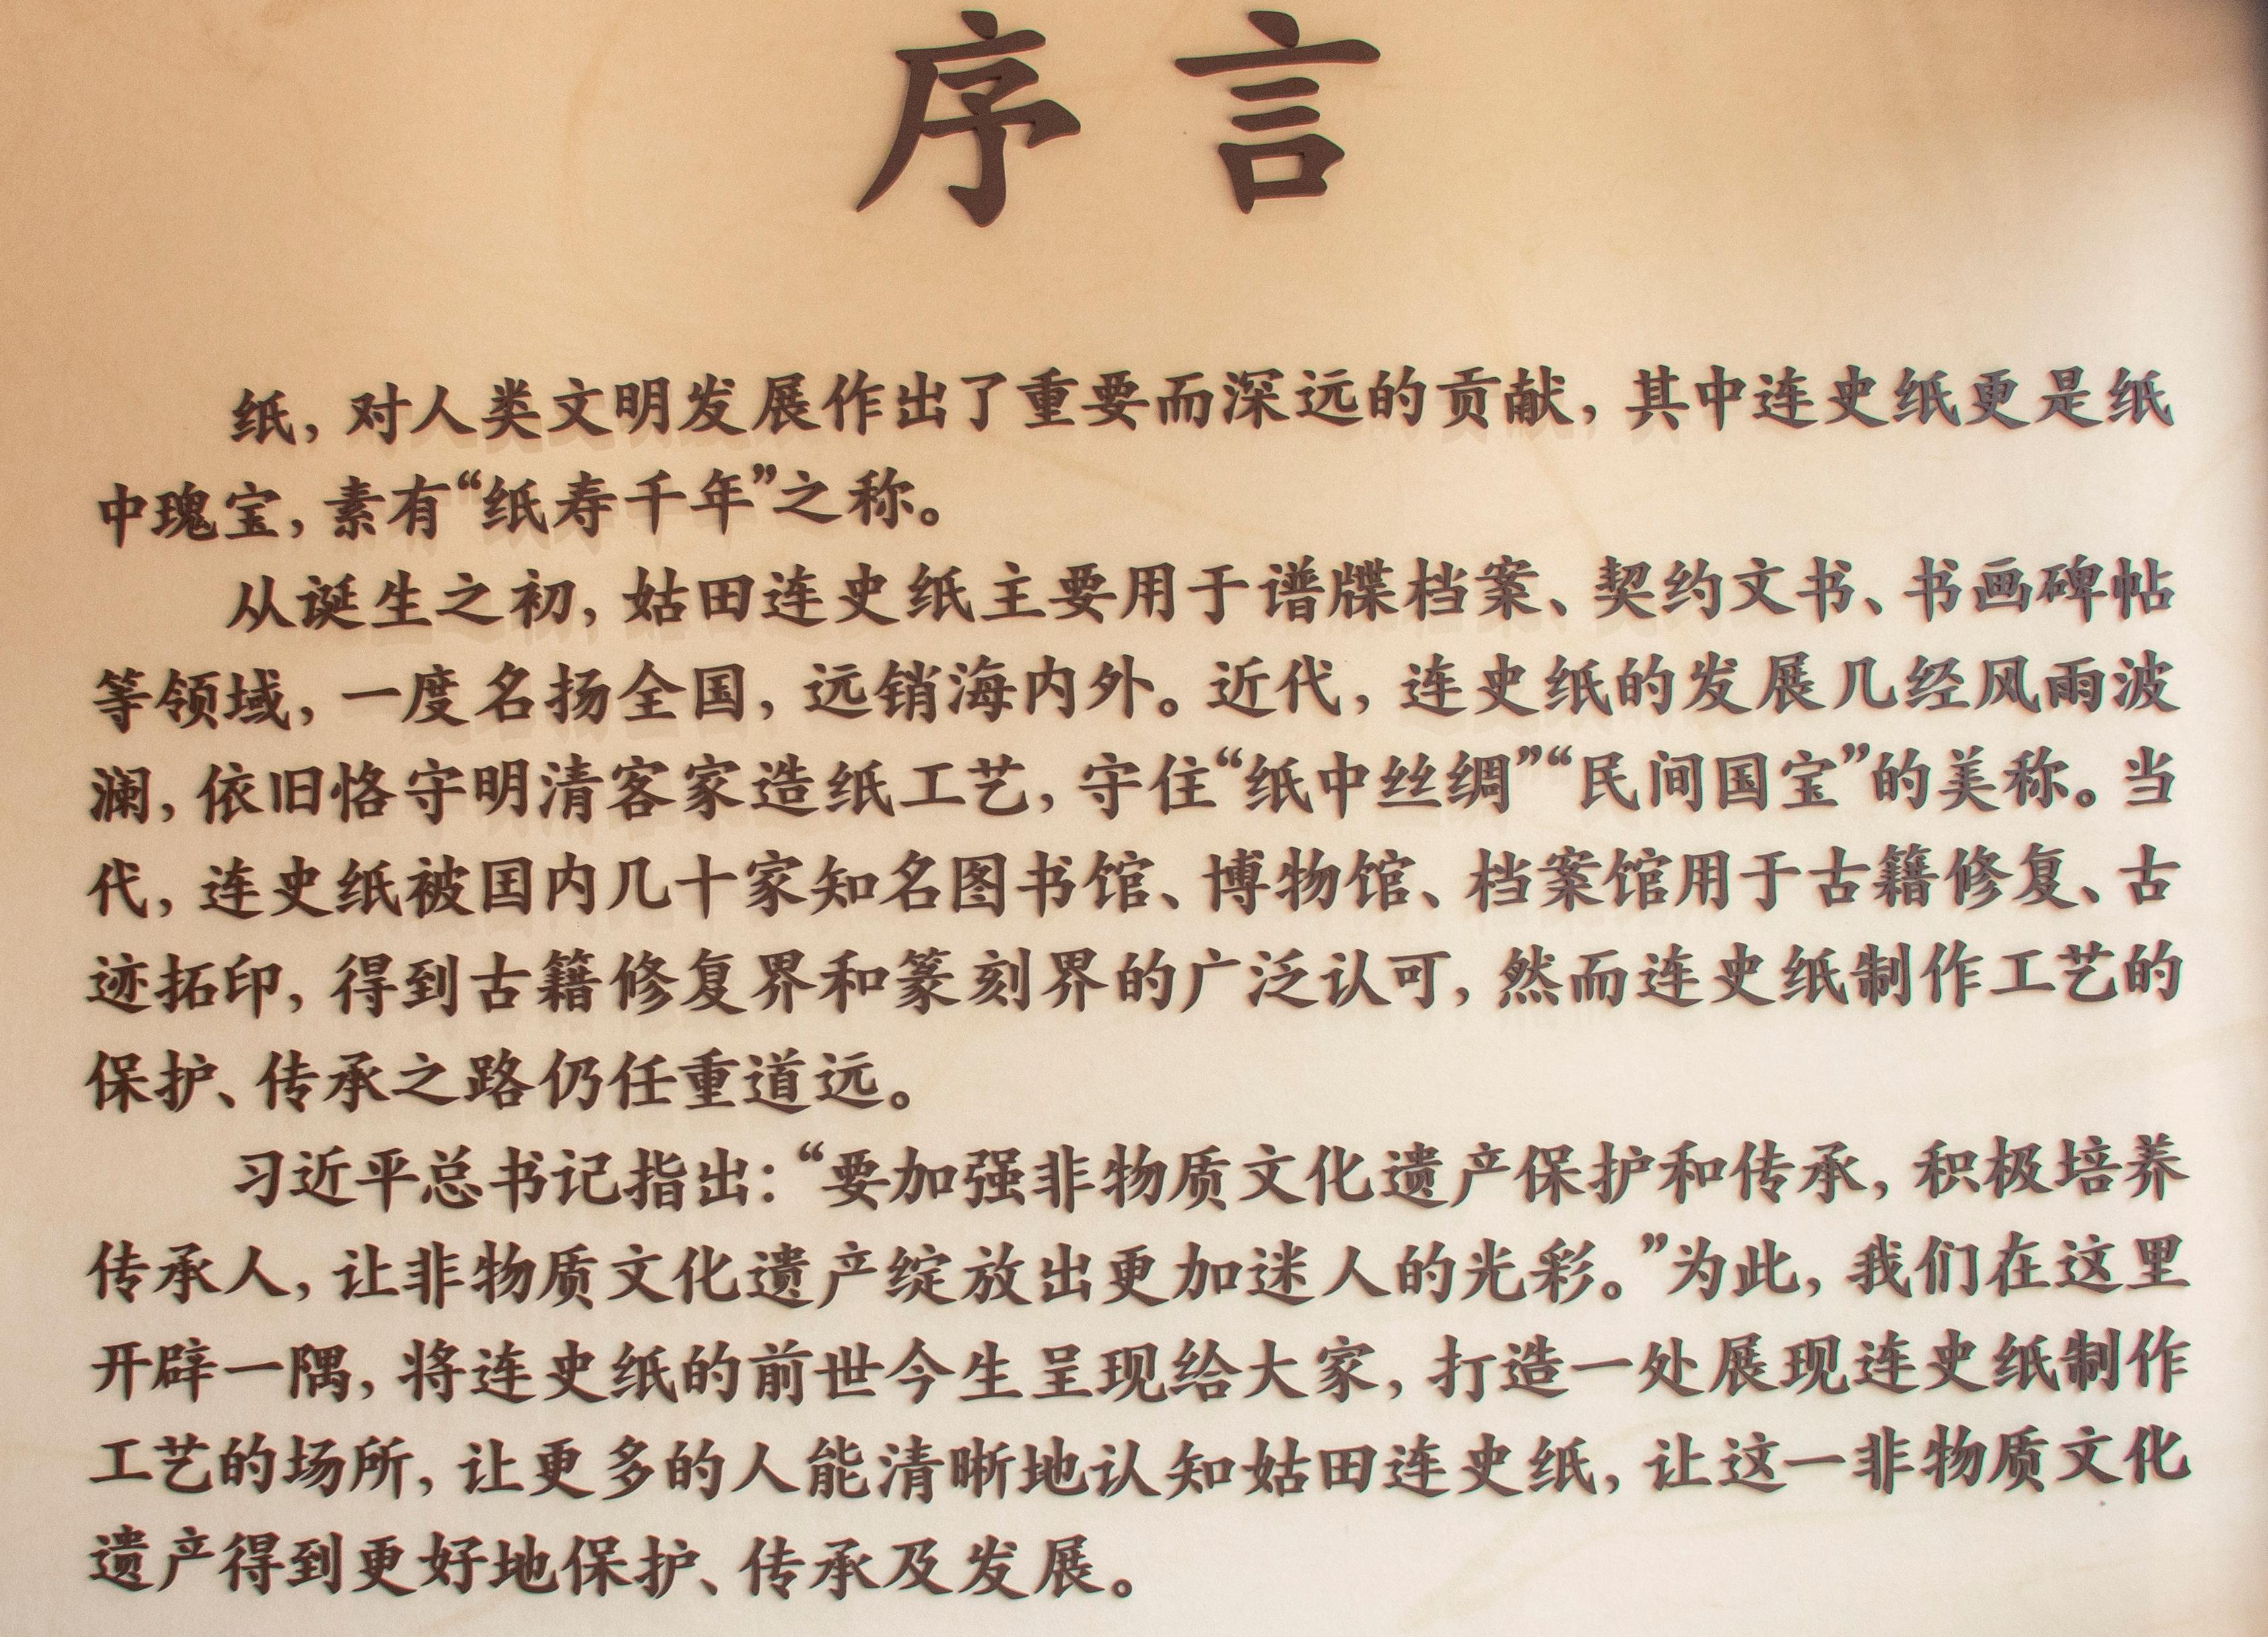 序言
纸，对人类文明发展作出了重要而深远的贡献，其中连史纸更是纸
中瑰宝，素有“纸寿千年”之称。
从诞生之初，姑田连史纸主要用于谱牒档案、契约文书、书画碑帖
等领域，一度名扬全国，远销海内外。近代，连史纸的发展几经风雨波
澜，依旧恪守明清客家造纸工艺，守住“纸中丝绸”“民间国宝”的美称。当
代，连史纸被国内几十家知名图书馆、博物馆、档案馆用于古籍修复、古
迹拓印，得到古籍修复界和篆刻界的广泛认可，然而连史纸制作工艺的
保护、传承之路仍任重道远。
习近平总书记指出：“要加强非物质文化遗产保护和传承，积极培养
传承人，让非物质文化遗产绽放出更加迷人的光彩。”为此，我们在这里
开辟一隅，将连史纸的前世今生呈现给大家，打造一处展现连史纸制作
工艺的场所，让更多的人能清晰地认知姑田连史纸，让这一非物质文化
遗产得到更好地保护、传承及发展。